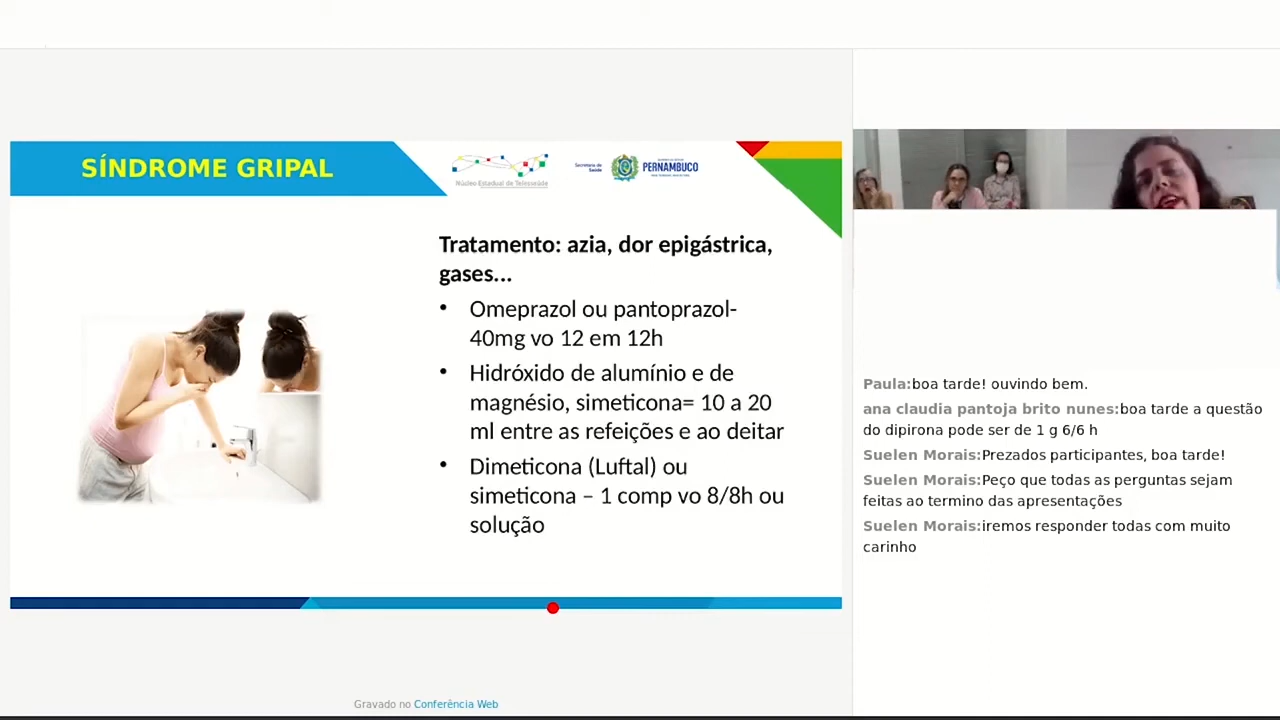 SÍNDROME GRIPAL
Núcleo Estadual de Telessaúde
Secretaria de
Saúde
PERNAMBUCO
Tratamento: azia, dor epigástrica,
gases...
• Omeprazol ou pantoprazol-
40mg vo 12 em 12h
• Hidróxido de alumínio e de
magnésio, simeticona= 10 a 20
ml entre as refeições e ao deitar
• Dimeticona (Luftal) ou
simeticona – 1 comp vo 8/8h ou
solução
Paula:boa tarde! ouvindo bem.
ana claudia pantoja brito nunes:boa tarde a questão
do dipirona pode ser de 1 g 6/6 h
Suelen Morais:Prezados participantes, boa tarde!
Suelen Morais:Peço que todas as perguntas sejam
feitas ao termino das apresentações
Suelen Morais:iremos responder todas com muito
carinho
Gravado no Conferência Web